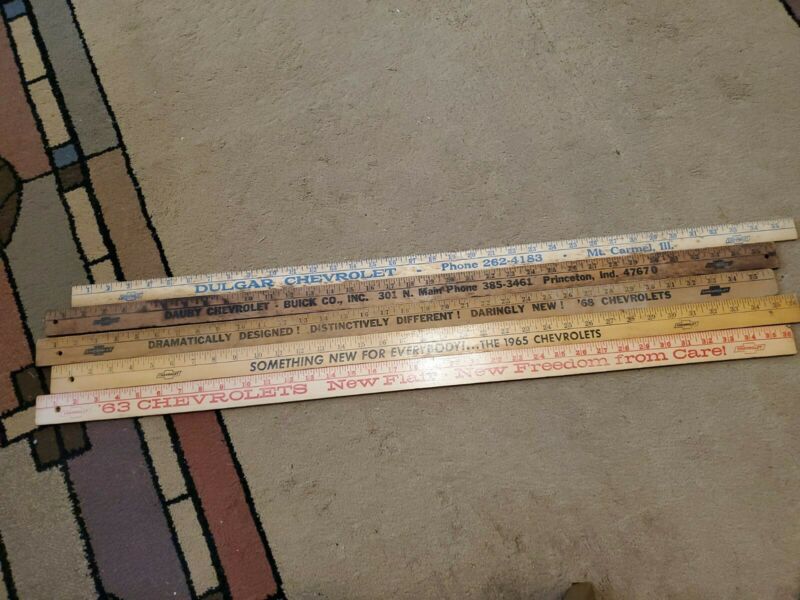 DULGAR CHEVROLET · Phone 262-4183 · Mt. Carmel, Ill.
DAUBY CHEVROLET - BUICK CO., INC. 301 N. Main Phone 385-3461 Princeton, Ind. 47670
DRAMATICALLY DESIGNED! DISTINCTIVELY DIFFERENT! DARINGLY NEW! '68 CHEVROLETS
SOMETHING NEW FOR EVERYBODY!...THE 1965 CHEVROLETS
'63 CHEVROLETS New Flair New Freedom from Care!